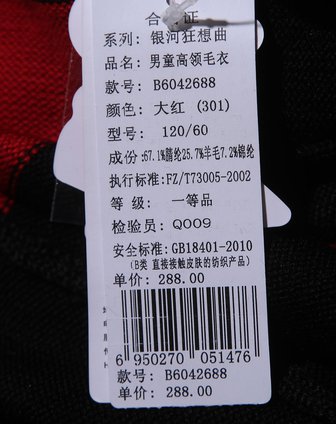 合 证
系列: 银河狂想曲
品名: 男童高领毛衣
款号: B6042688
颜色: 大红 (301)
型号: 120/60
成份:67.1%腈纶25.7%羊毛7.2%锦纶
执行标准:FZ/T73005-2002
等 级: 一等品
检验员: Q009
安全标准:GB18401-2010
(B类 直接接触皮肤的纺织产品)
单价: 288.00
6 950270 051476
款号: B6042688
单价: 288.00